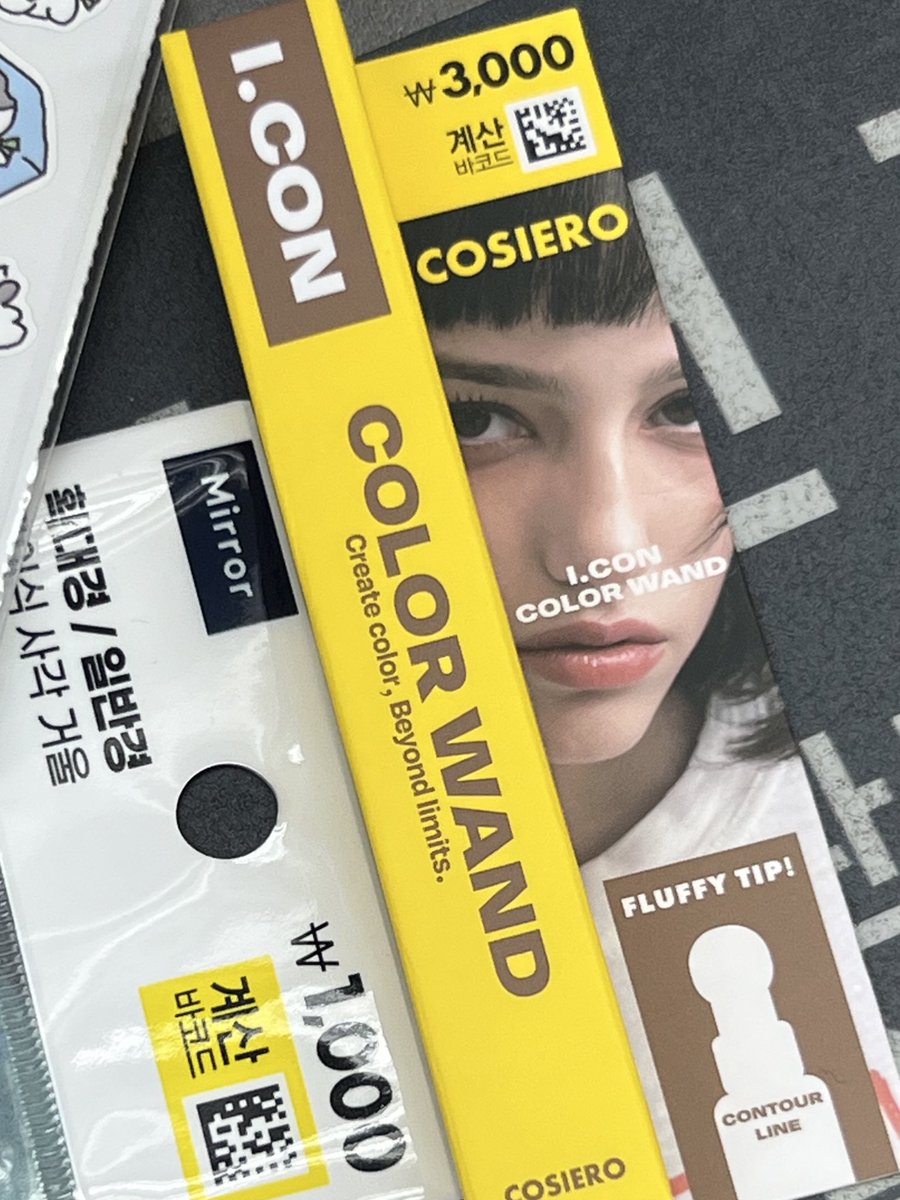 I.CON
COLOR WAND
Create color, Beyond limits.
COSIERO
₩3,000
계산
바코드
COSIERO
I.CON
COLOR WAND
FLUFFY TIP!
CONTOUR
LINE
Mirror
확대경 / 일반경
사각 거울
₩1,000
계산
바코드